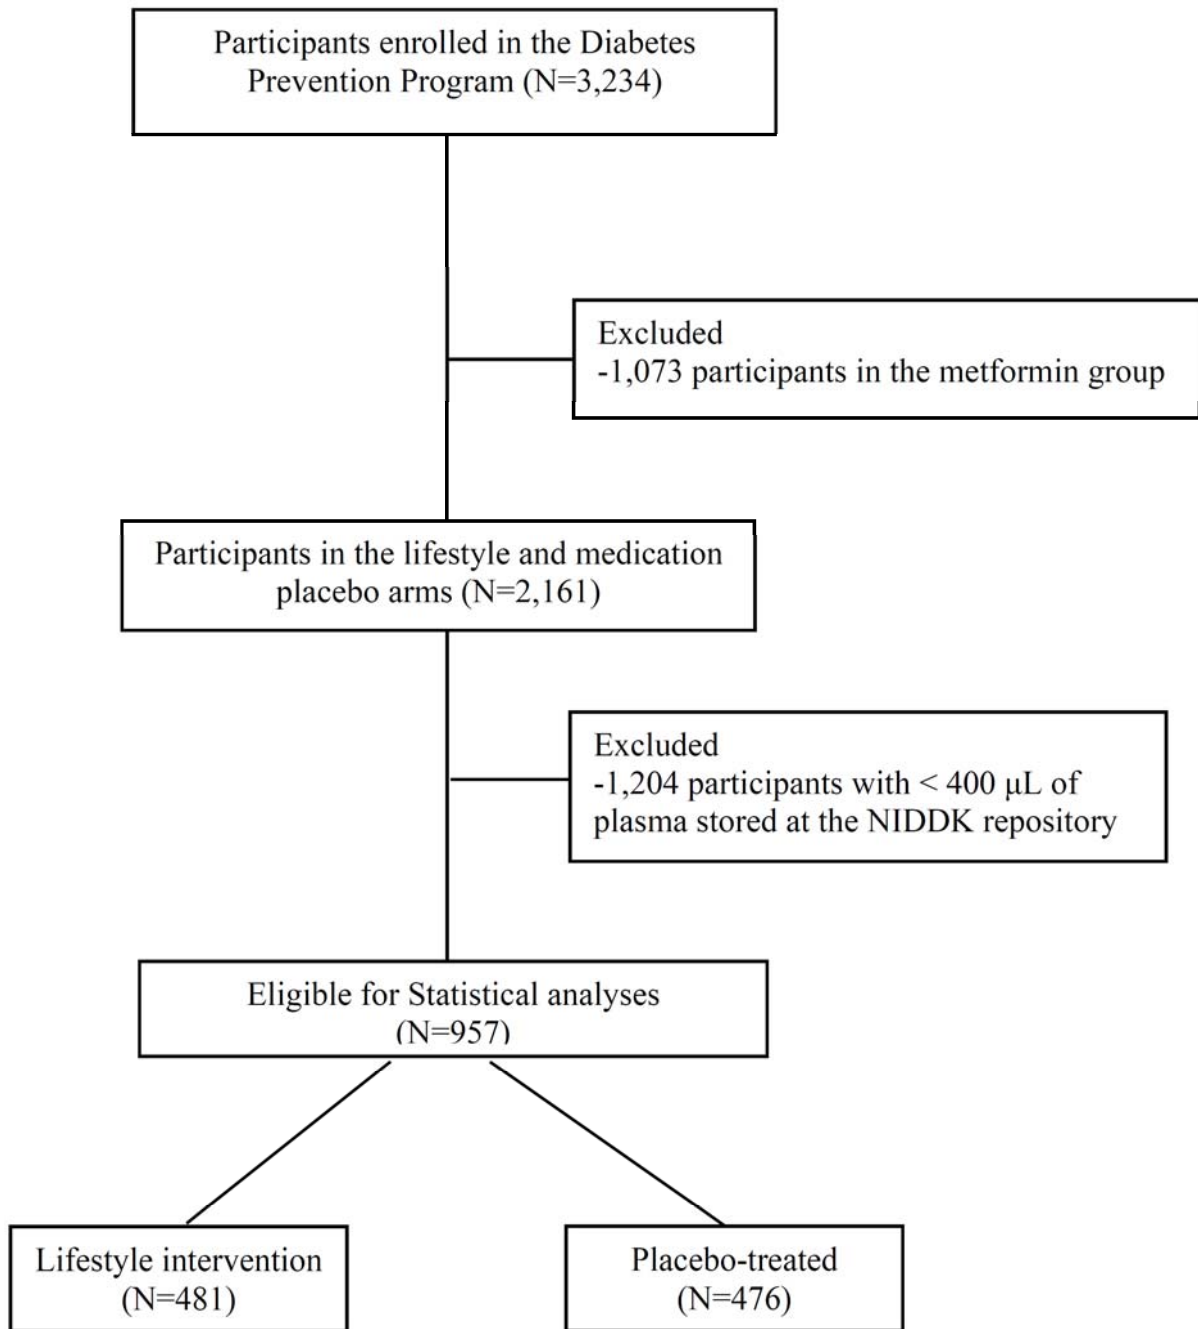 Participants enrolled in the Diabetes
Prevention Program (N=3,234)
Excluded
-1,073 participants in the metformin group
Participants in the lifestyle and medication
placebo arms (N=2,161)
Excluded
-1,204 participants with < 400 μL of
plasma stored at the NIDDK repository
Eligible for Statistical analyses
(N=957)
Lifestyle intervention
(N=481)
Placebo-treated
(N=476)